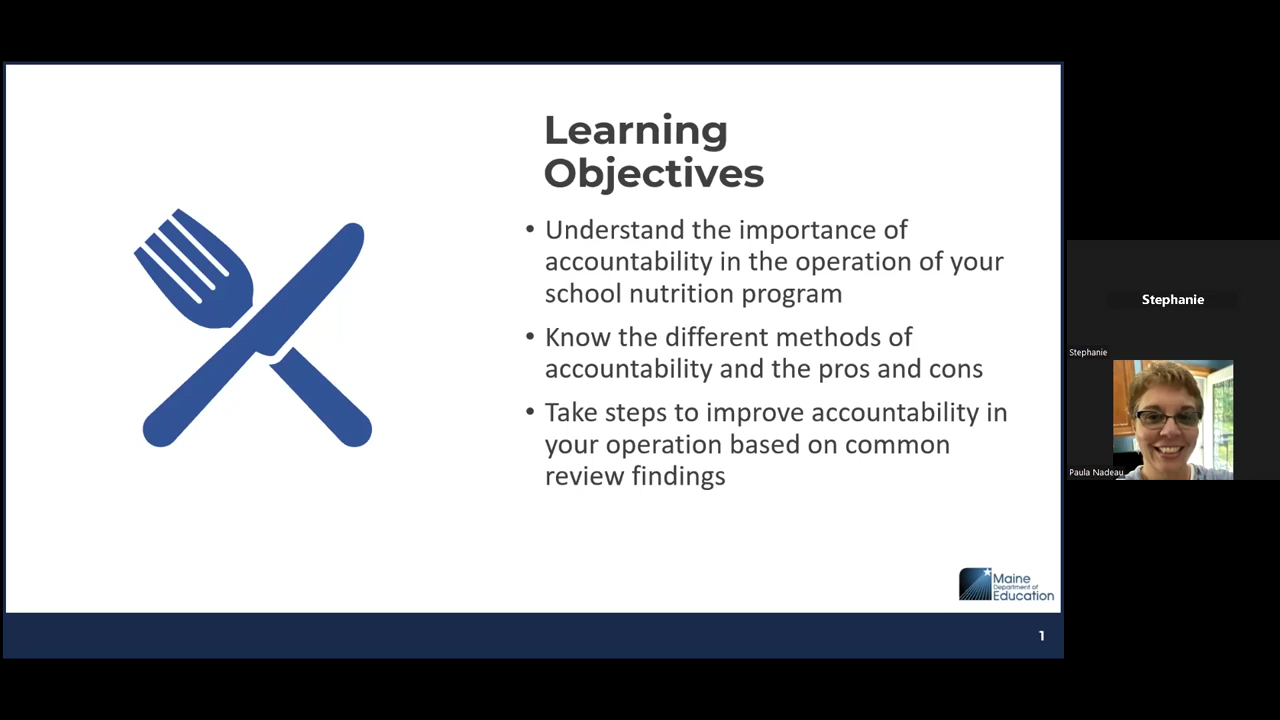 Learning
Objectives
• Understand the importance of
accountability in the operation of your
school nutrition program
• Know the different methods of
accountability and the pros and cons
• Take steps to improve accountability in
your operation based on common
review findings
Maine
Department of
Education
1
Stephanie
Stephanie
Paula Nadeau